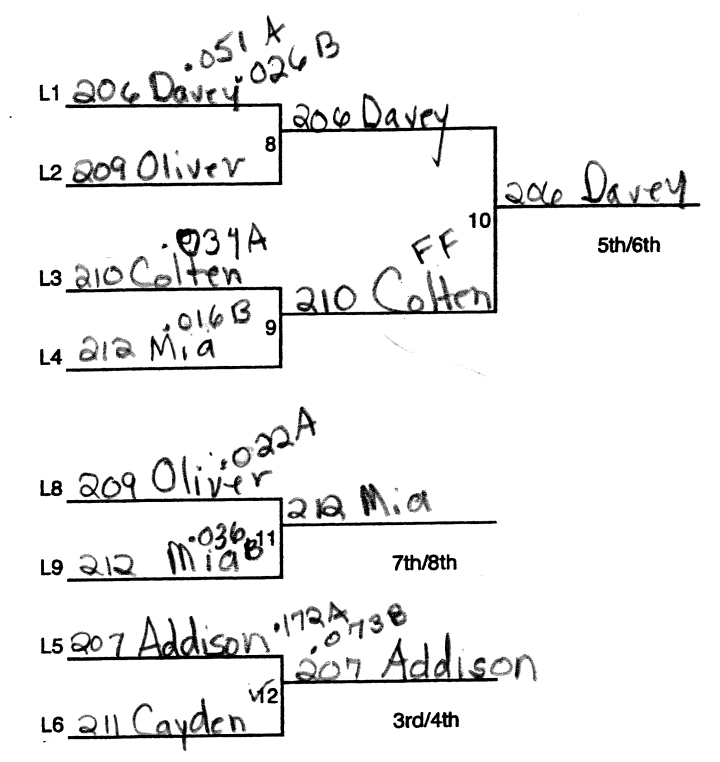 .051 A
.026 B
L1 206 Davey
206 Davey
8
L2 209 Oliver
206 Davey
10
5th/6th
.034 A
FF
L3 210 Colten
210 Colten
.016 B
9
L4 212 Mia
.022 A
L8 209 Oliver
212 Mia
.036 B
11
L9 212 Mia
7th/8th
.172 A
.073 B
L5 207 Addison
207 Addison
12
L6 211 Cayden
3rd/4th